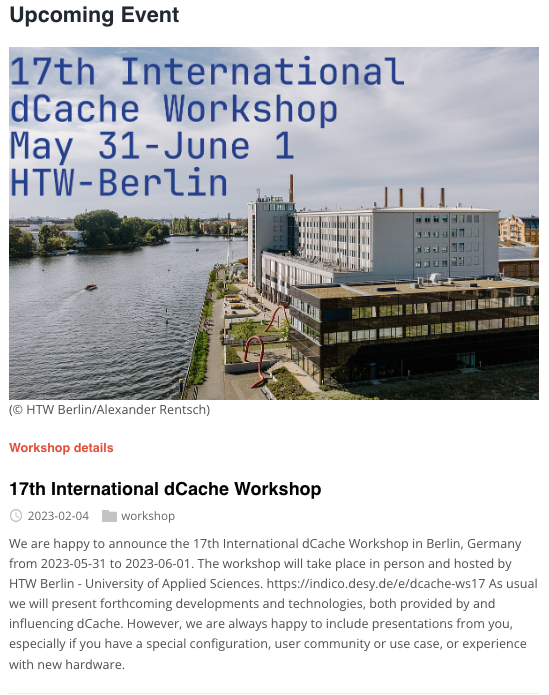 Upcoming Event
17th International
dCache Workshop
May 31-June 1
HTW-Berlin
(© HTW Berlin/Alexander Rentsch)
Workshop details
17th International dCache Workshop
2023-02-04 workshop
We are happy to announce the 17th International dCache Workshop in Berlin, Germany
from 2023-05-31 to 2023-06-01. The workshop will take place in person and hosted by
HTW Berlin - University of Applied Sciences. https://indico.desy.de/e/dcache-ws17 As usual
we will present forthcoming developments and technologies, both provided by and
influencing dCache. However, we are always happy to include presentations from you,
especially if you have a special configuration, user community or use case, or experience
with new hardware.